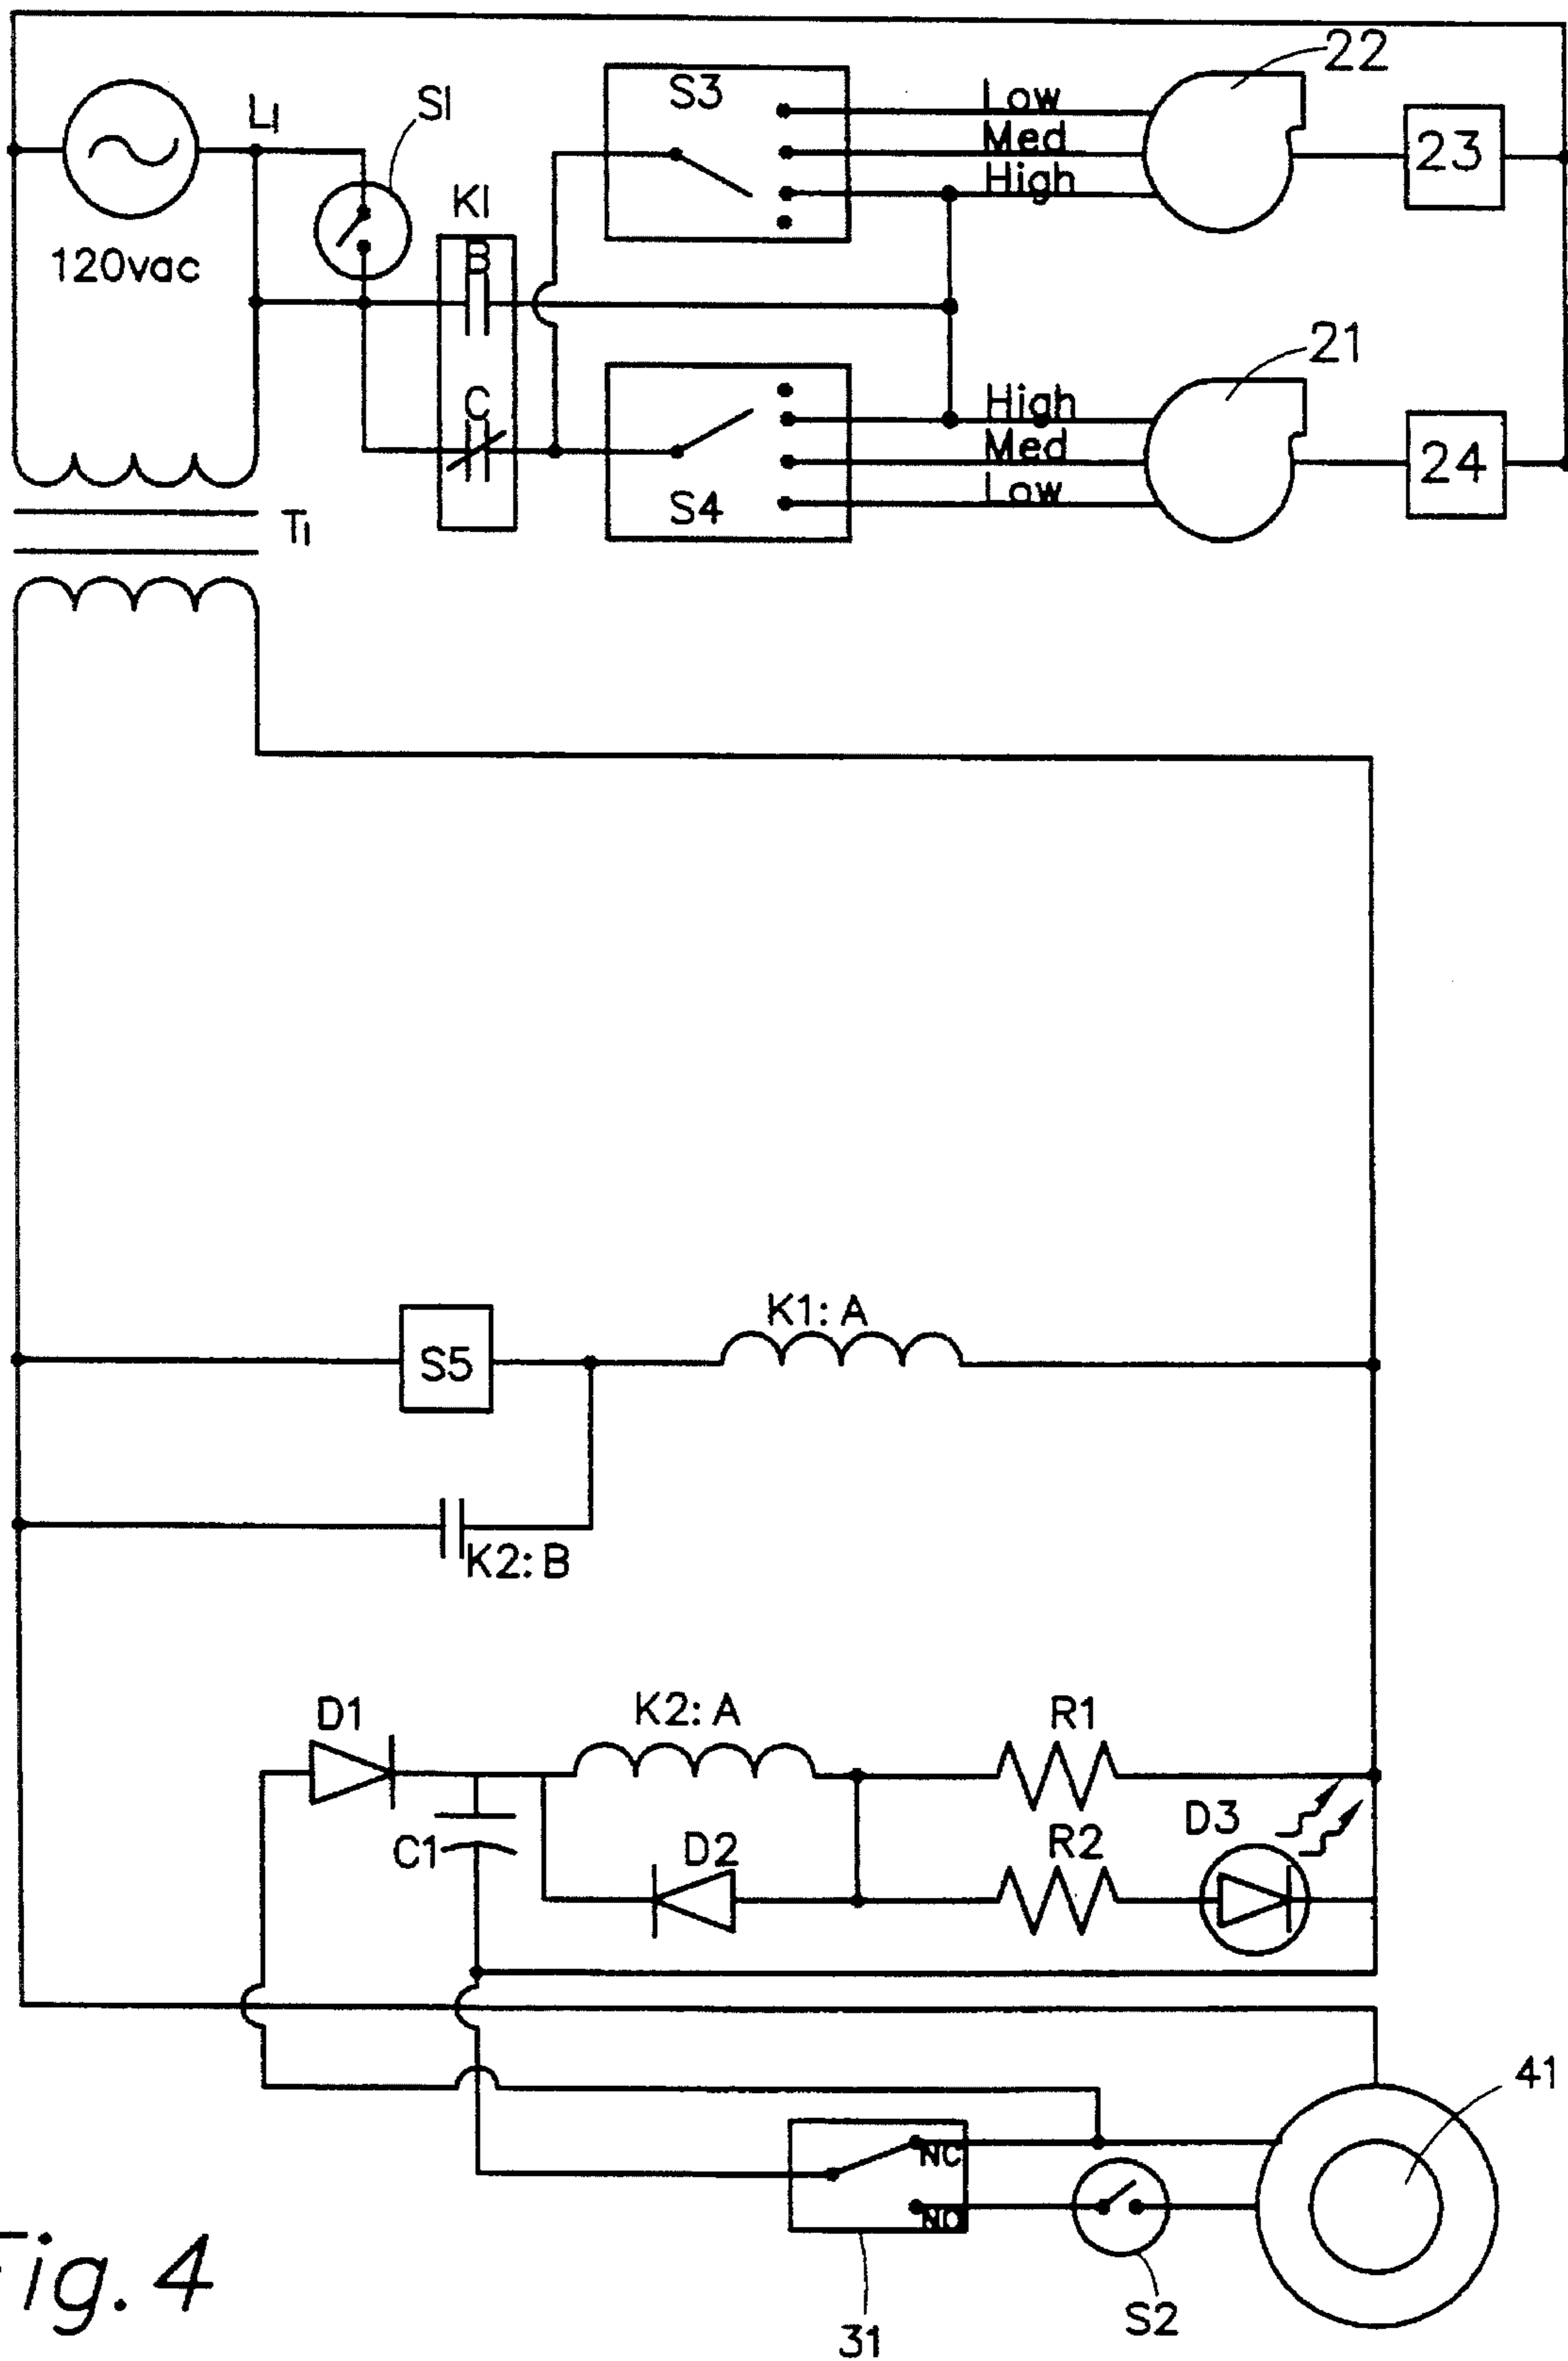 22
L1
S1
S3
Low
Med
High
23
120vac
K1
B
21
C
High
Med
Low
24
S4
T1
K1: A
S5
K2: B
D1
K2: A
R1
C1
D2
R2
D3
41
NC
NO
31
S2
Fig. 4